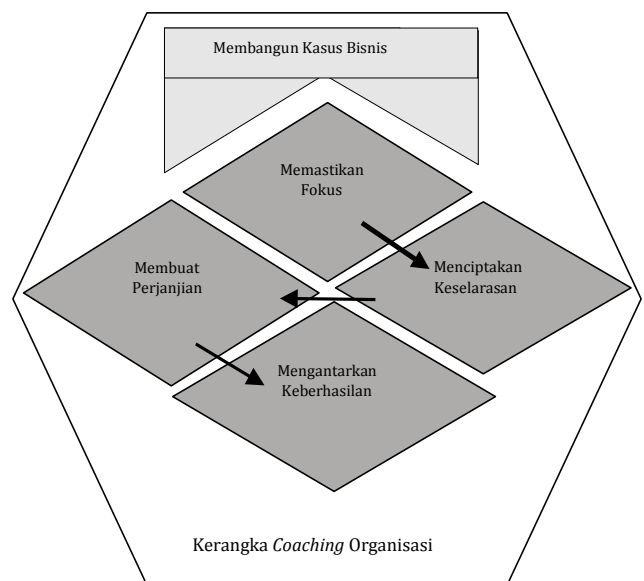 Membangun Kasus Bisnis
Memastikan
Fokus
Menciptakan
Keselarasan
Membuat
Perjanjian
Mengantarkan
Keberhasilan
Kerangka Coaching Organisasi